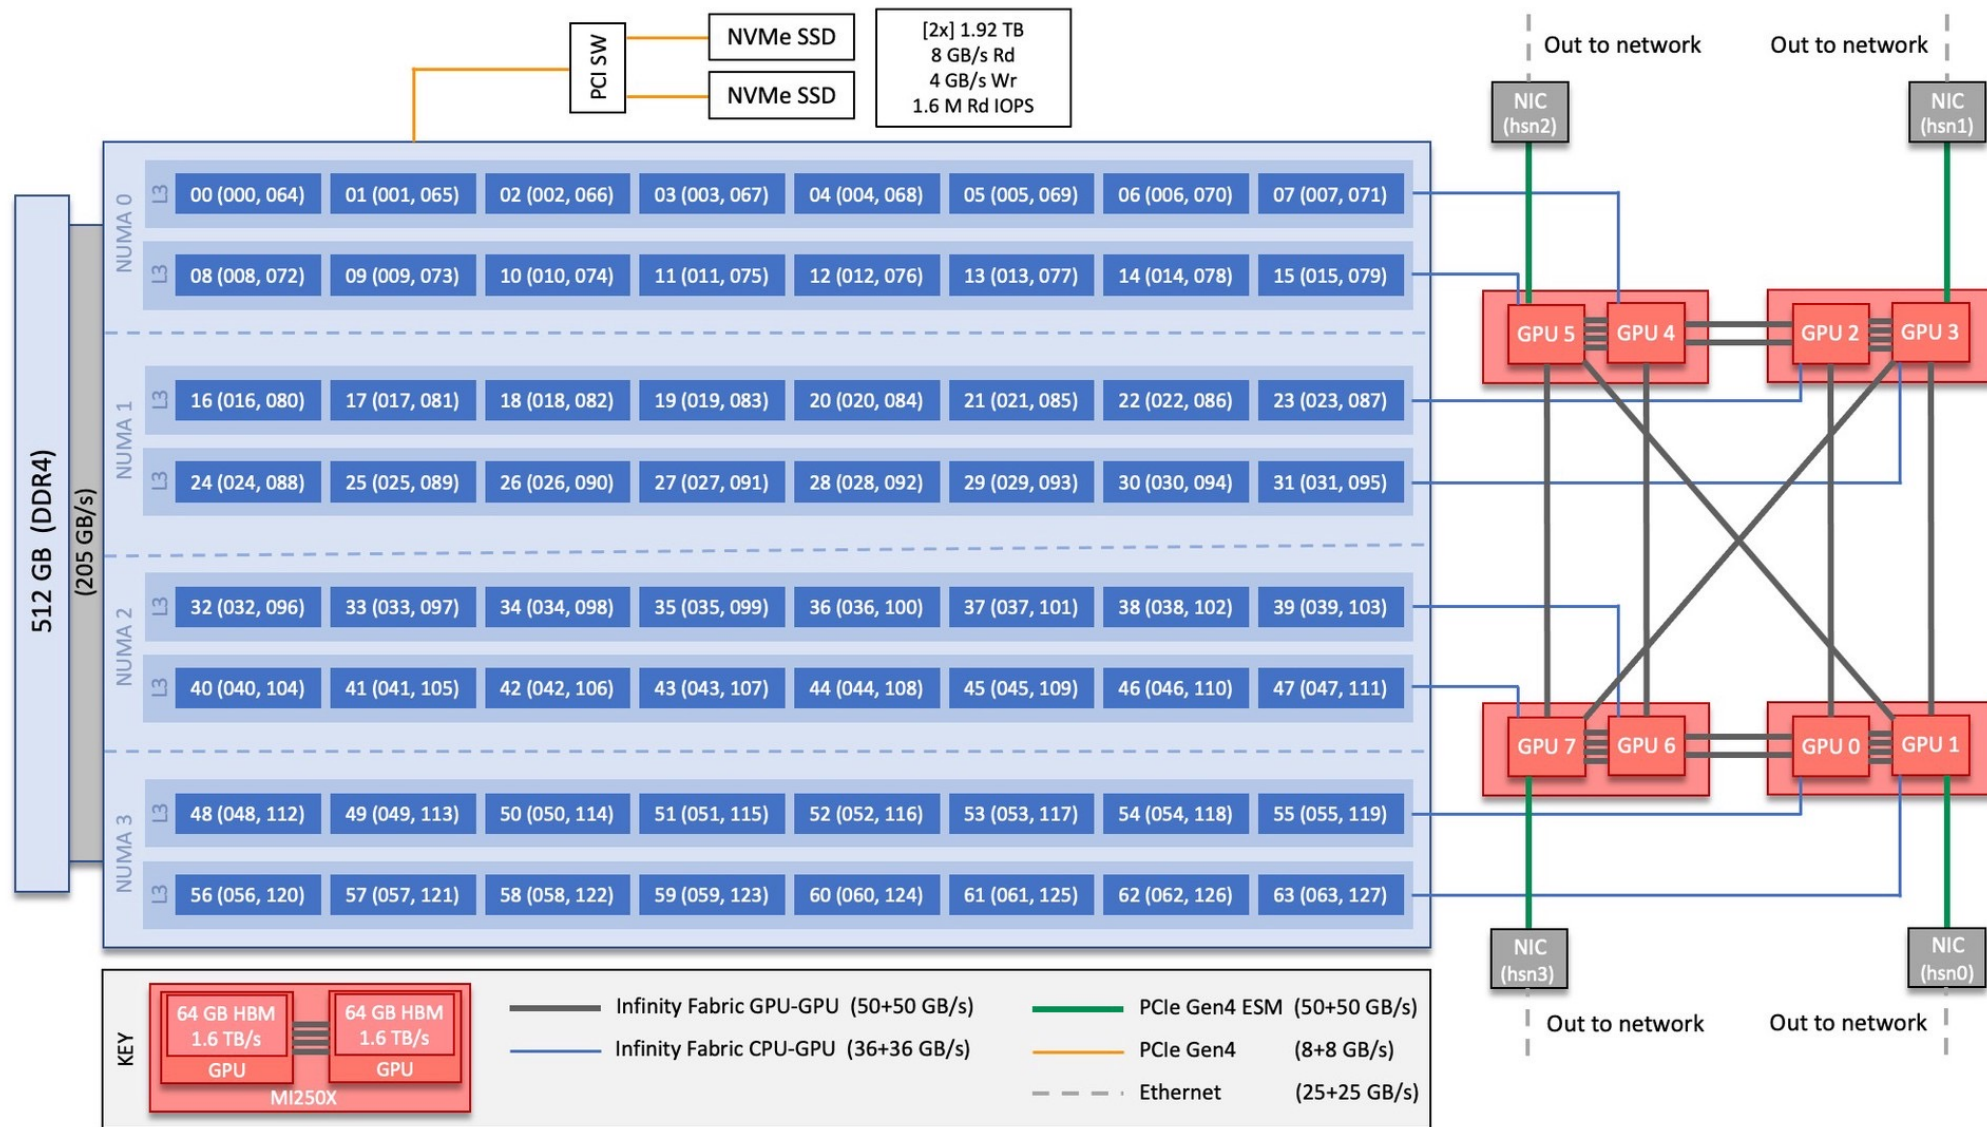 PCI SW
NVMe SSD
NVMe SSD
[2x] 1.92 TB
8 GB/s Rd
4 GB/s Wr
1.6 M Rd IOPS
Out to network
Out to network
NIC
(hsn2)
NIC
(hsn1)
512 GB (DDR4)
(205 GB/s)
NUMA 0
L3
00 (000, 064) 01 (001, 065) 02 (002, 066) 03 (003, 067) 04 (004, 068) 05 (005, 069) 06 (006, 070) 07 (007, 071)
L3
08 (008, 072) 09 (009, 073) 10 (010, 074) 11 (011, 075) 12 (012, 076) 13 (013, 077) 14 (014, 078) 15 (015, 079)
NUMA 1
L3
16 (016, 080) 17 (017, 081) 18 (018, 082) 19 (019, 083) 20 (020, 084) 21 (021, 085) 22 (022, 086) 23 (023, 087)
L3
24 (024, 088) 25 (025, 089) 26 (026, 090) 27 (027, 091) 28 (028, 092) 29 (029, 093) 30 (030, 094) 31 (031, 095)
NUMA 2
L3
32 (032, 096) 33 (033, 097) 34 (034, 098) 35 (035, 099) 36 (036, 100) 37 (037, 101) 38 (038, 102) 39 (039, 103)
L3
40 (040, 104) 41 (041, 105) 42 (042, 106) 43 (043, 107) 44 (044, 108) 45 (045, 109) 46 (046, 110) 47 (047, 111)
NUMA 3
L3
48 (048, 112) 49 (049, 113) 50 (050, 114) 51 (051, 115) 52 (052, 116) 53 (053, 117) 54 (054, 118) 55 (055, 119)
L3
56 (056, 120) 57 (057, 121) 58 (058, 122) 59 (059, 123) 60 (060, 124) 61 (061, 125) 62 (062, 126) 63 (063, 127)
GPU 5 GPU 4 GPU 2 GPU 3
GPU 7 GPU 6 GPU 0 GPU 1
NIC
(hsn3)
NIC
(hsn0)
Out to network
Out to network
KEY
64 GB HBM
1.6 TB/s
GPU
64 GB HBM
1.6 TB/s
GPU
MI250X
Infinity Fabric GPU-GPU (50+50 GB/s)
Infinity Fabric CPU-GPU (36+36 GB/s)
PCIe Gen4 ESM (50+50 GB/s)
PCIe Gen4 (8+8 GB/s)
Ethernet (25+25 GB/s)